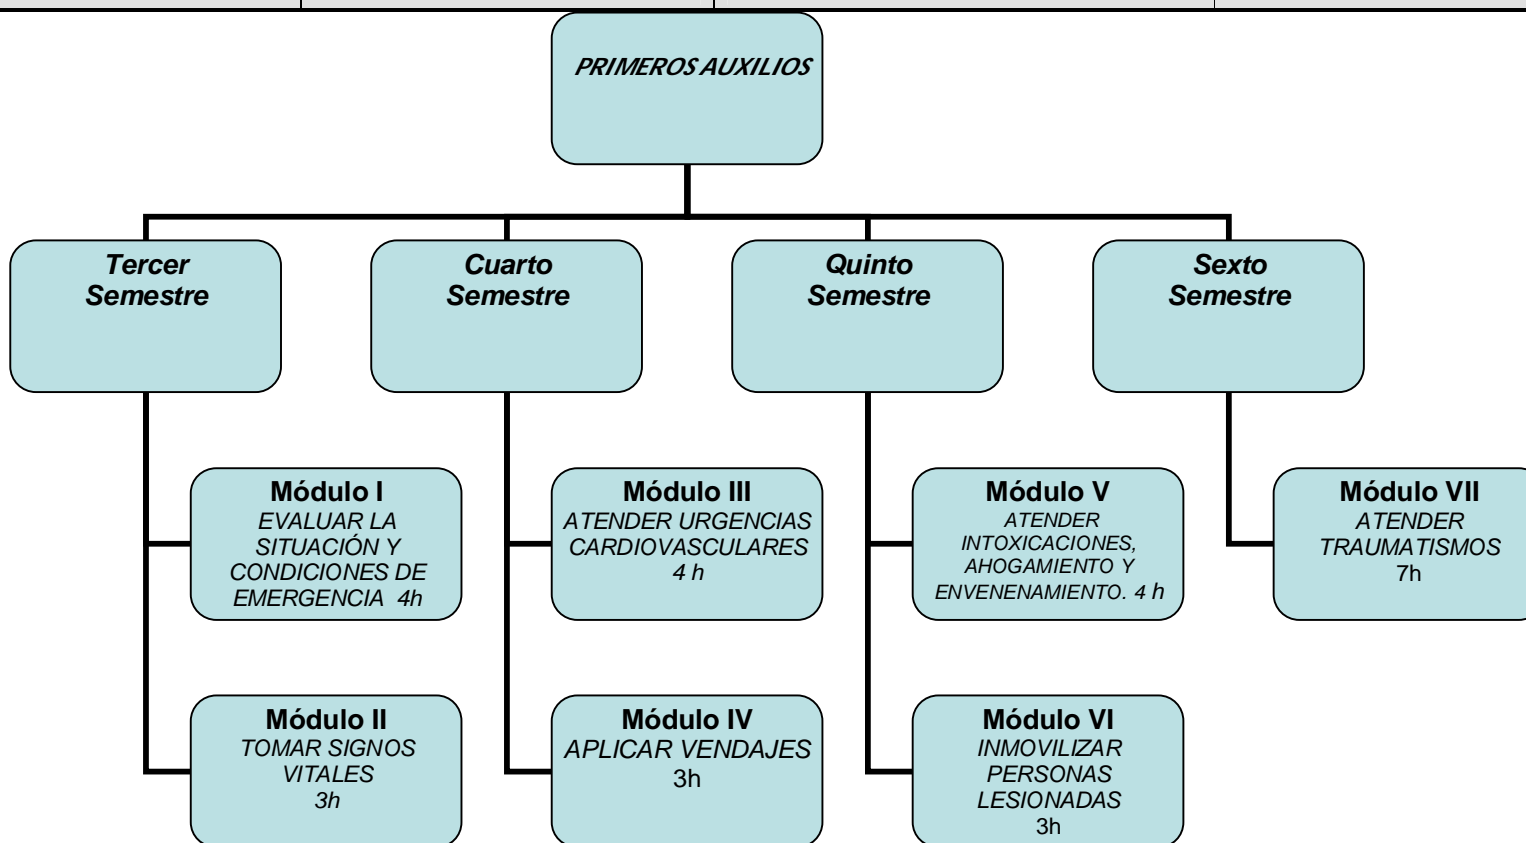 PRIMEROS AUXILIOS
Tercer
Semestre
Cuarto
Semestre
Quinto
Semestre
Sexto
Semestre
Módulo I
EVALUAR LA
SITUACIÓN Y
CONDICIONES DE
EMERGENCIA 4h
Módulo III
ATENDER URGENCIAS
CARDIOVASCULARES
4 h
Módulo V
ATENDER
INTOXICACIONES,
AHOGAMIENTO Y
ENVENENAMIENTO. 4 h
Módulo VII
ATENDER
TRAUMATISMOS
7h
Módulo II
TOMAR SIGNOS
VITALES
3h
Módulo IV
APLICAR VENDAJES
3h
Módulo VI
INMOVILIZAR
PERSONAS
LESIONADAS
3h